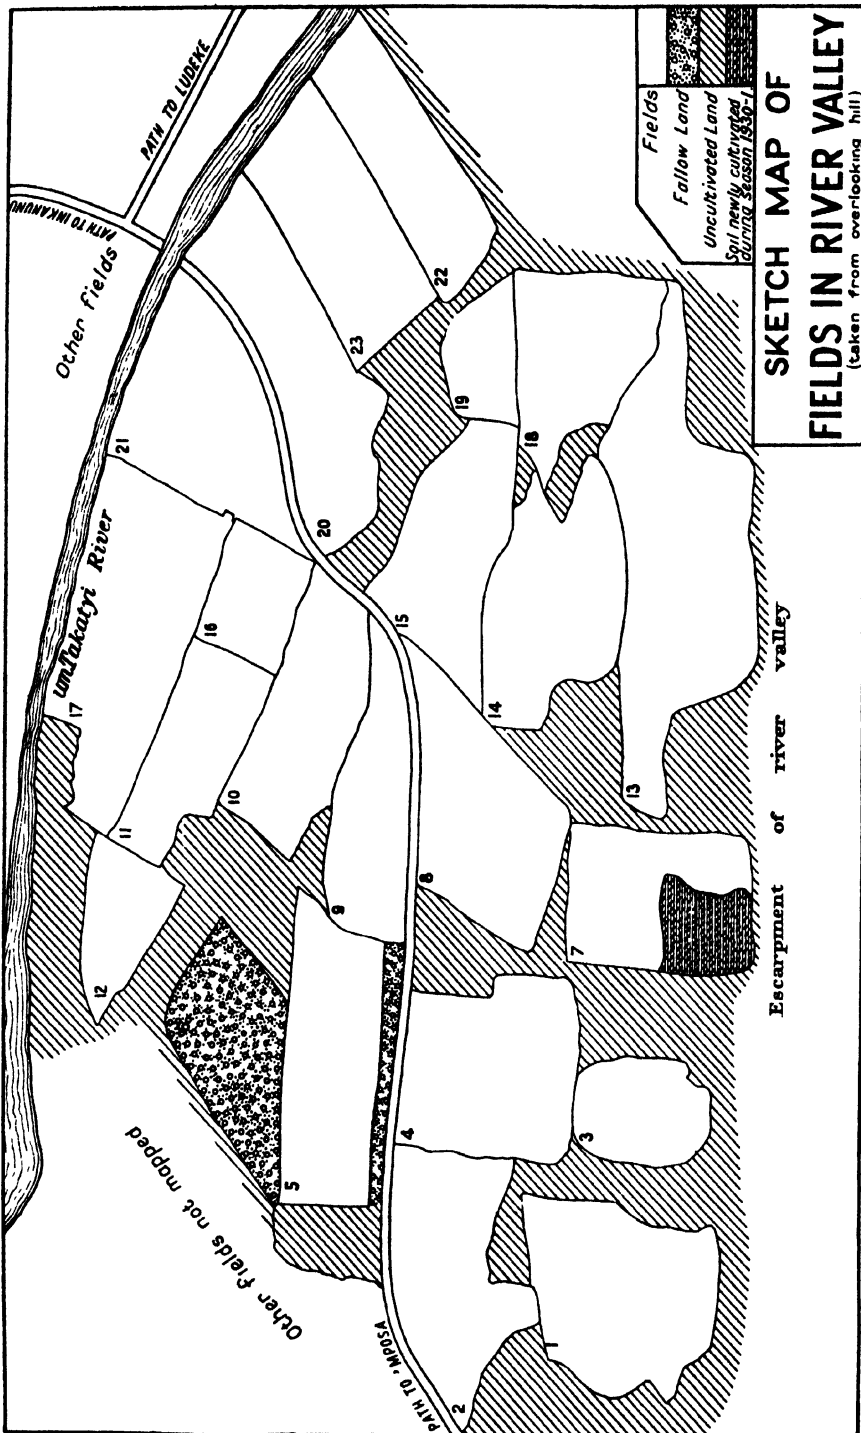 SKETCH MAP OF
FIELDS IN RIVER VALLEY
(taken from overlooking hill)
Fields
Fallow Land
Uncultivated Land
Soil newly cultivated
during season 1930-1
PATH TO LUDEKE
PATH TO INKANUNU
Other fields
umTakatyi River
Other fields not mapped
PATH TO 'MPOSA
Escarpment of river valley
1
2
3
4
5
7
8
9
10
11
12
13
14
15
16
17
18
19
20
21
22
23